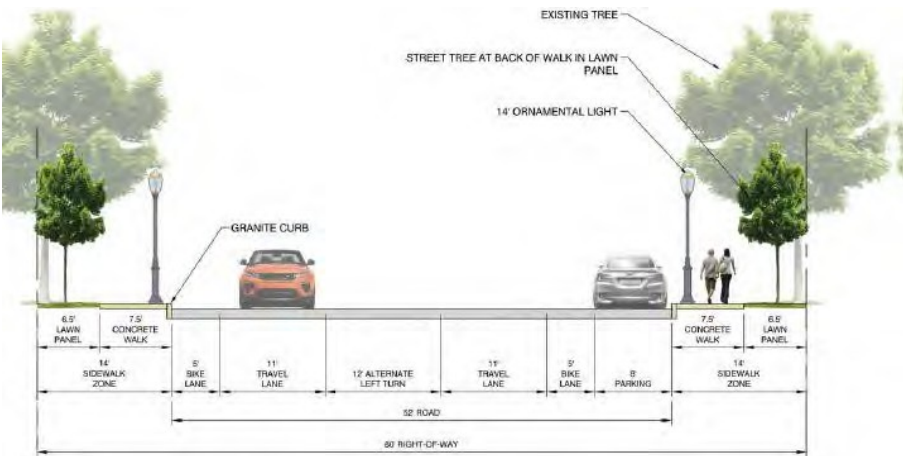 EXISTING TREE
STREET TREE AT BACK OF WALK IN LAWN
PANEL
14' ORNAMENTAL LIGHT
GRANITE CURB
6.5'
LAWN
PANEL
7.5'
CONCRETE
WALK
7.5'
CONCRETE
WALK
6.5'
LAWN
PANEL
14'
SIDEWALK
ZONE
5'
BIKE
LANE
11'
TRAVEL
LANE
12' ALTERNATE
LEFT TURN
11'
TRAVEL
LANE
5'
BIKE
LANE
8'
PARKING
14'
SIDEWALK
ZONE
52' ROAD
80' RIGHT-OF-WAY